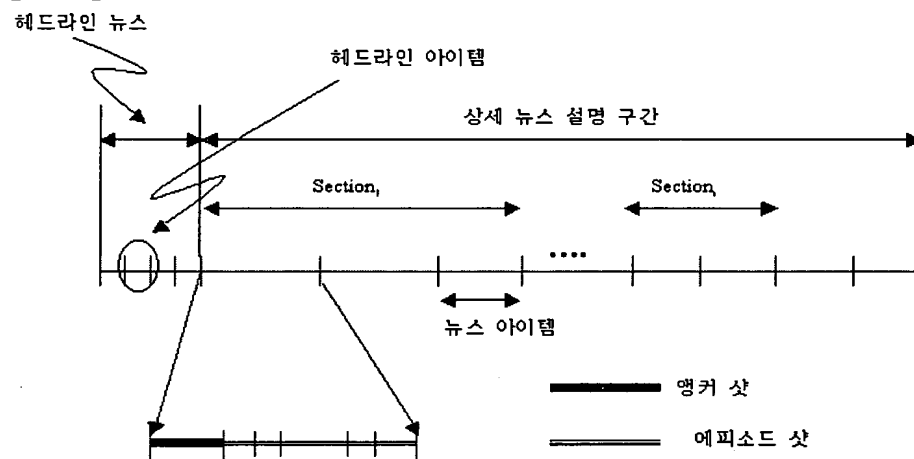 헤드라인 뉴스
헤드라인 아이템
상세 뉴스 설명 구간
Section,
Section,
....
뉴스 아이템
앵커 샷
에피소드 샷